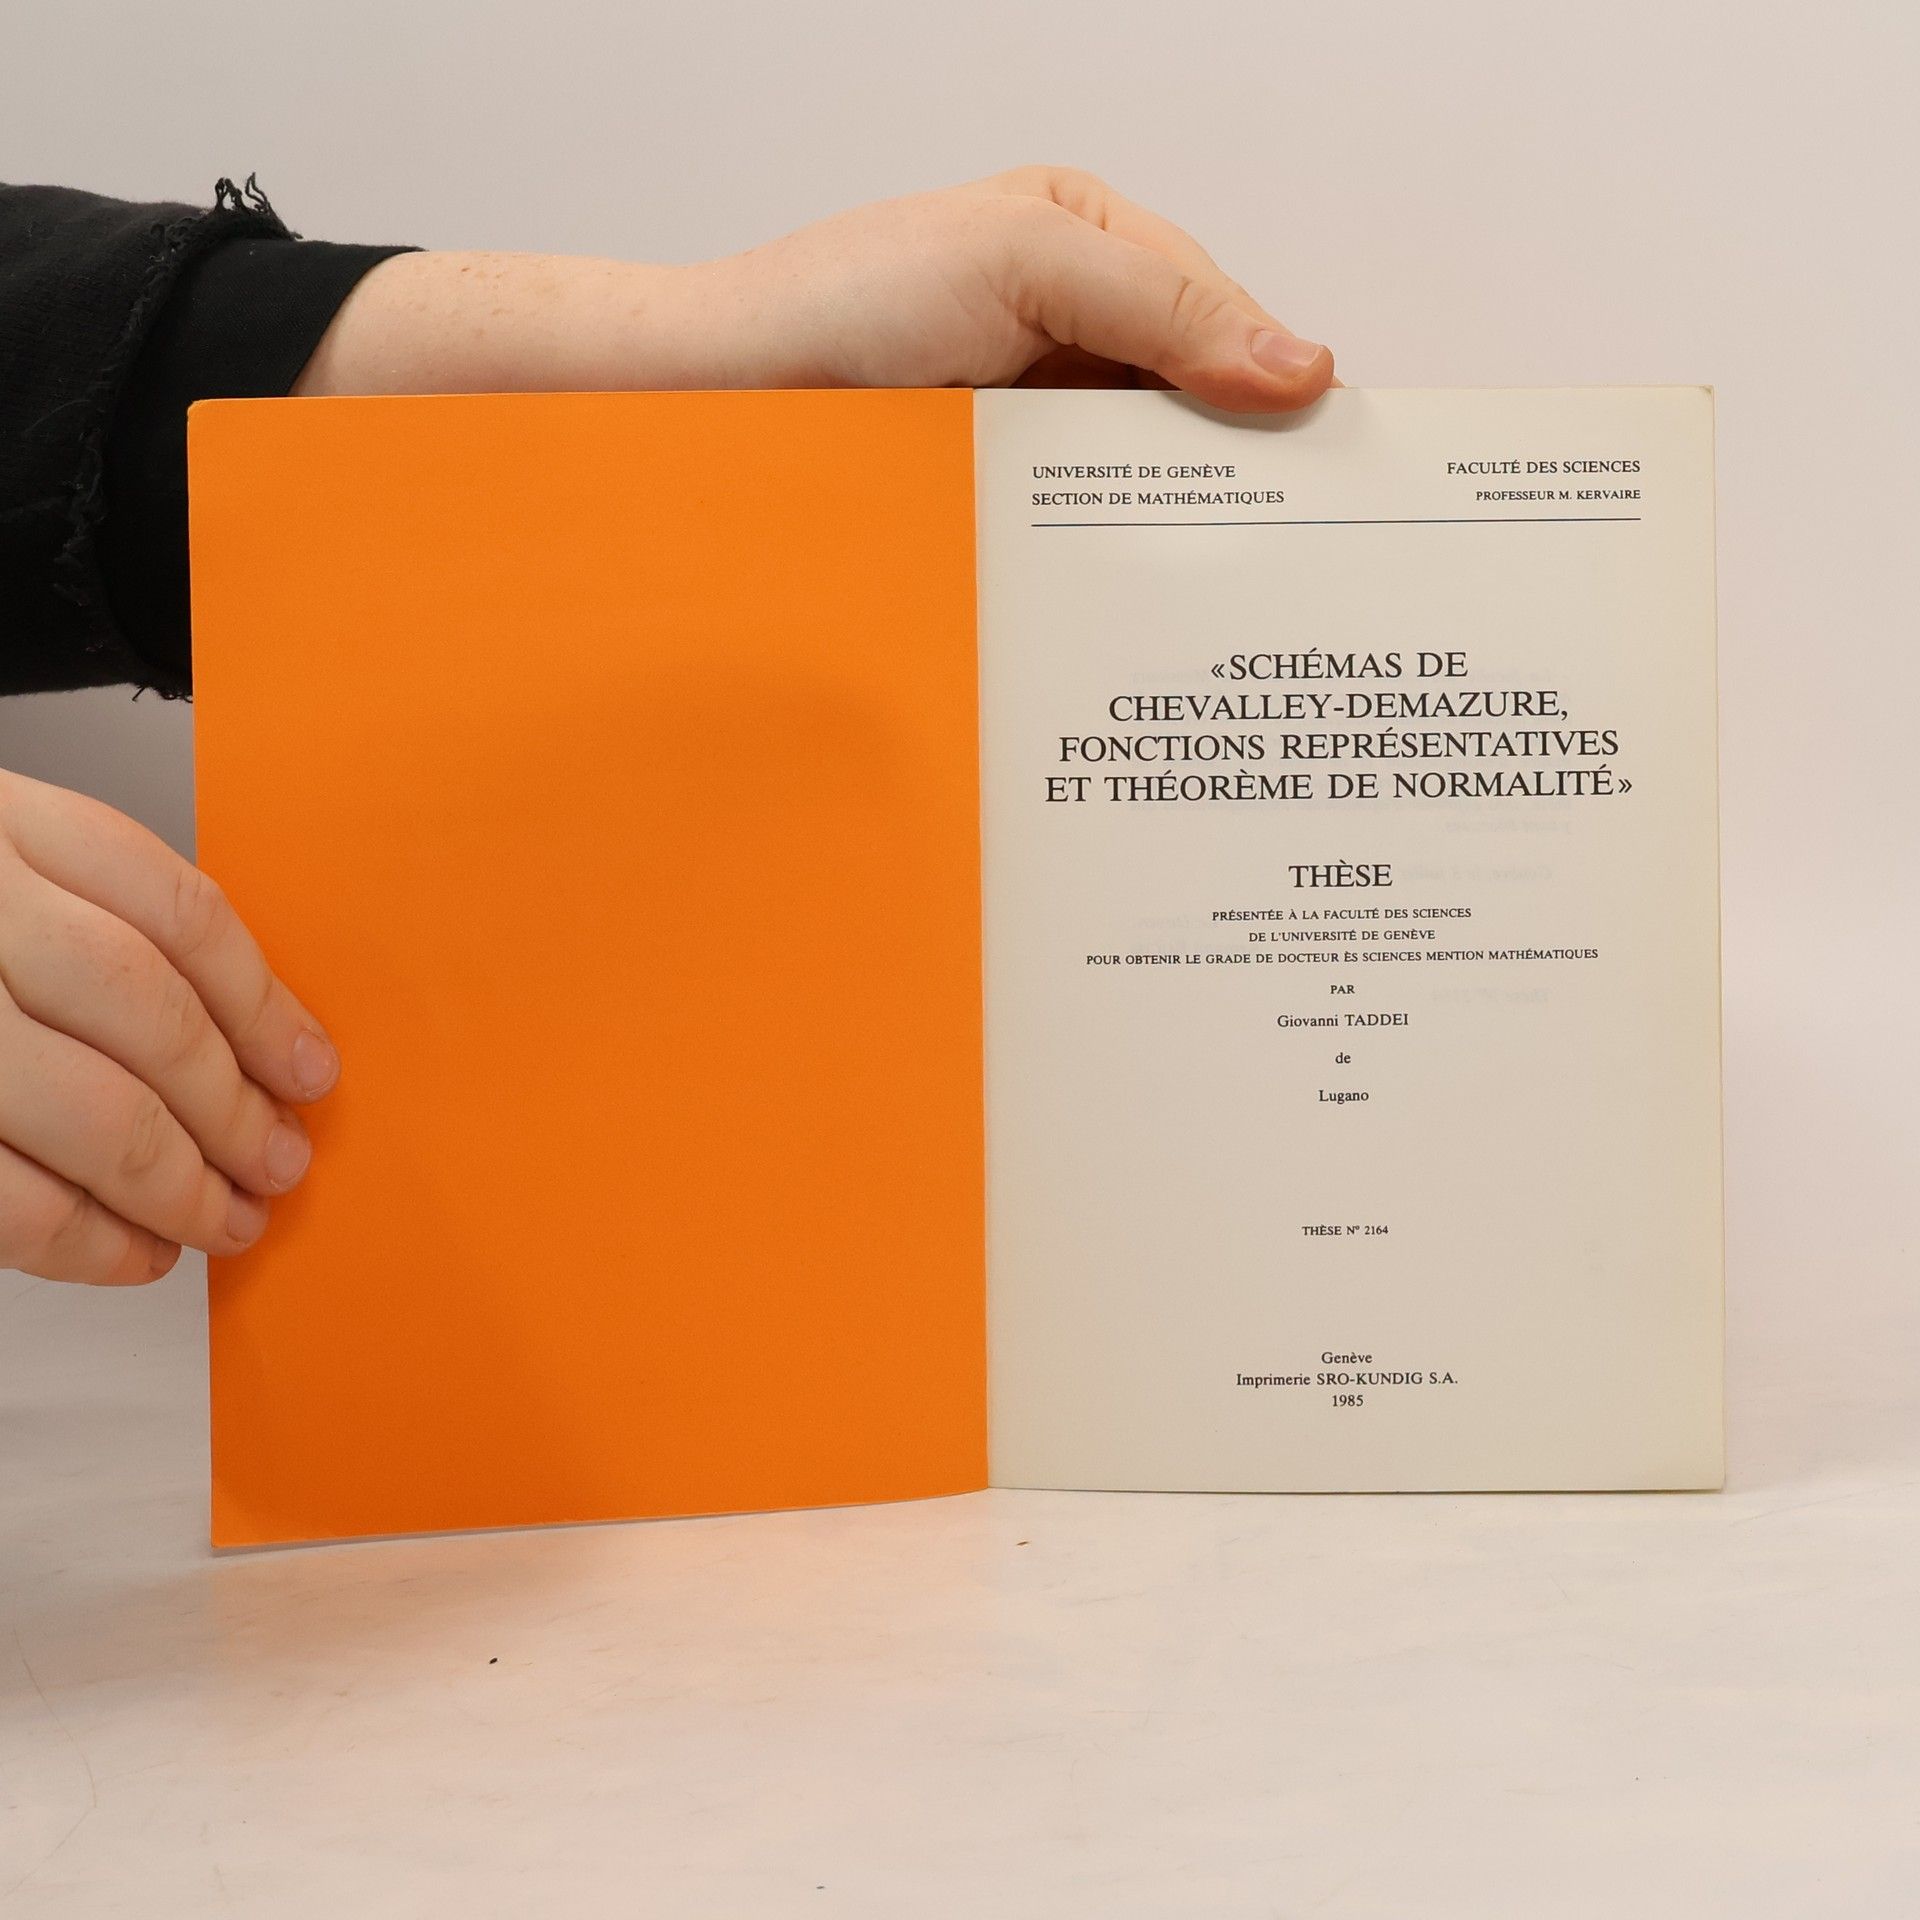 UNIVERSITÉ DE GENÈVE
SECTION DE MATHÉMATIQUES
FACULTÉ DES SCIENCES
PROFESSEUR M. KERVAIRE
«SCHÉMAS DE
CHEVALLEY-DEMAZURE,
FONCTIONS REPRÉSENTATIVES
ET THÉORÈME DE NORMALITÉ»
THÈSE
PRÉSENTÉE À LA FACULTÉ DES SCIENCES
DE L'UNIVERSITÉ DE GENÈVE
POUR OBTENIR LE GRADE DE DOCTEUR ÈS SCIENCES MENTION MATHÉMATIQUES
PAR
Giovanni TADDEI
de
Lugano
THÈSE Nº 2164
Genève
Imprimerie SRO-KUNDIG S.A.
1985